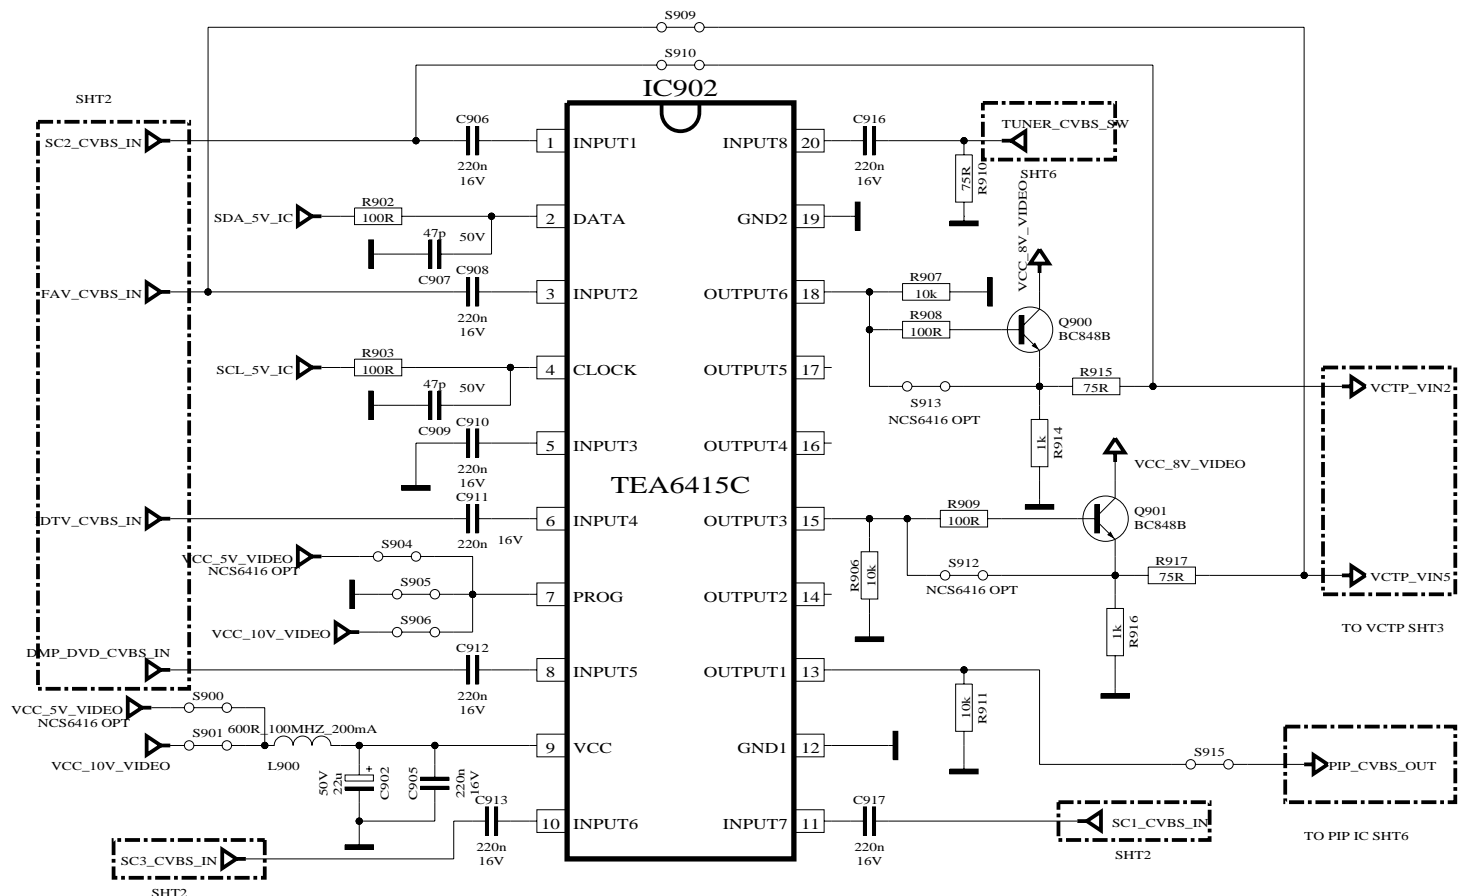 S909
S910
IC902
SHT2
SC2_CVBS_IN
C906
220n
16V
1
INPUT1
INPUT8
20
C916
220n
16V
TUNER_CVBS_SW
SHT6
75R
R910
SDA_5V_IC
R902
100R
47p
50V
C907
2
DATA
GND2
19
VCC_8V_VIDEO
FAV_CVBS_IN
C908
220n
16V
3
INPUT2
OUTPUT6
18
R907
10k
R908
100R
Q900
BC848B
SCL_5V_IC
R903
100R
47p
50V
C909
4
CLOCK
OUTPUT5
17
S913
NCS6416 OPT
R915
75R
VCTP_VIN2
1k
R914
C910
220n
16V
5
INPUT3
OUTPUT4
16
VCC_8V_VIDEO
TEA6415C
DTV_CVBS_IN
C911
220n
16V
6
INPUT4
OUTPUT3
15
R909
100R
Q901
BC848B
VCC_5V_VIDEO
NCS6416 OPT
S904
S905
S906
VCC_10V_VIDEO
7
PROG
OUTPUT2
14
R906
10k
S912
NCS6416 OPT
R917
75R
VCTP_VIN5
1k
R916
TO VCTP SHT3
DMP_DVD_CVBS_IN
C912
220n
16V
8
INPUT5
OUTPUT1
13
10k
R911
VCC_5V_VIDEO
NCS6416 OPT
S900
S901
VCC_10V_VIDEO
600R_100MHZ_200mA
L900
9
VCC
GND1
12
S915
PIP_CVBS_OUT
TO PIP IC SHT6
50V
22u
+
C902
C905
220n
16V
C913
220n
16V
10
INPUT6
INPUT7
11
C917
220n
16V
SC1_CVBS_IN
SHT2
SC3_CVBS_IN
SHT2